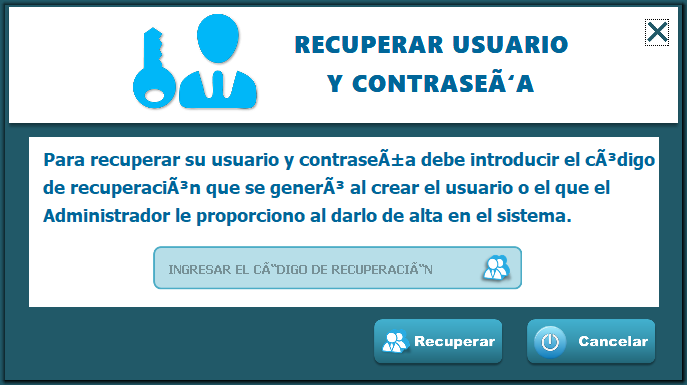 RECUPERAR USUARIO
Y CONTRASEÃ‘A
Para recuperar su usuario y contraseÃ±a debe introducir el cÃ³digo
de recuperaciÃ³n que se generÃ³ al crear el usuario o el que el
Administrador le proporciono al darlo de alta en el sistema.
INGRESAR EL CÃ“DIGO DE RECUPERACIÃ“N
Recuperar
Cancelar